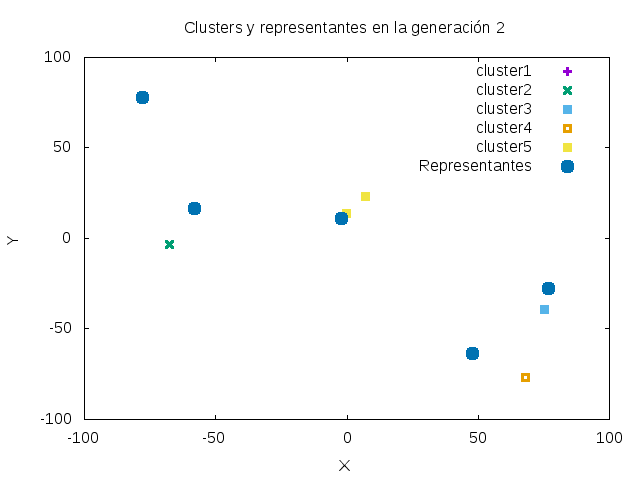 Clusters y representantes en la generación 2
100
50
0
-50
-100
-100
-50
0
50
100
Y
X
cluster1
cluster2
cluster3
cluster4
cluster5
Representantes